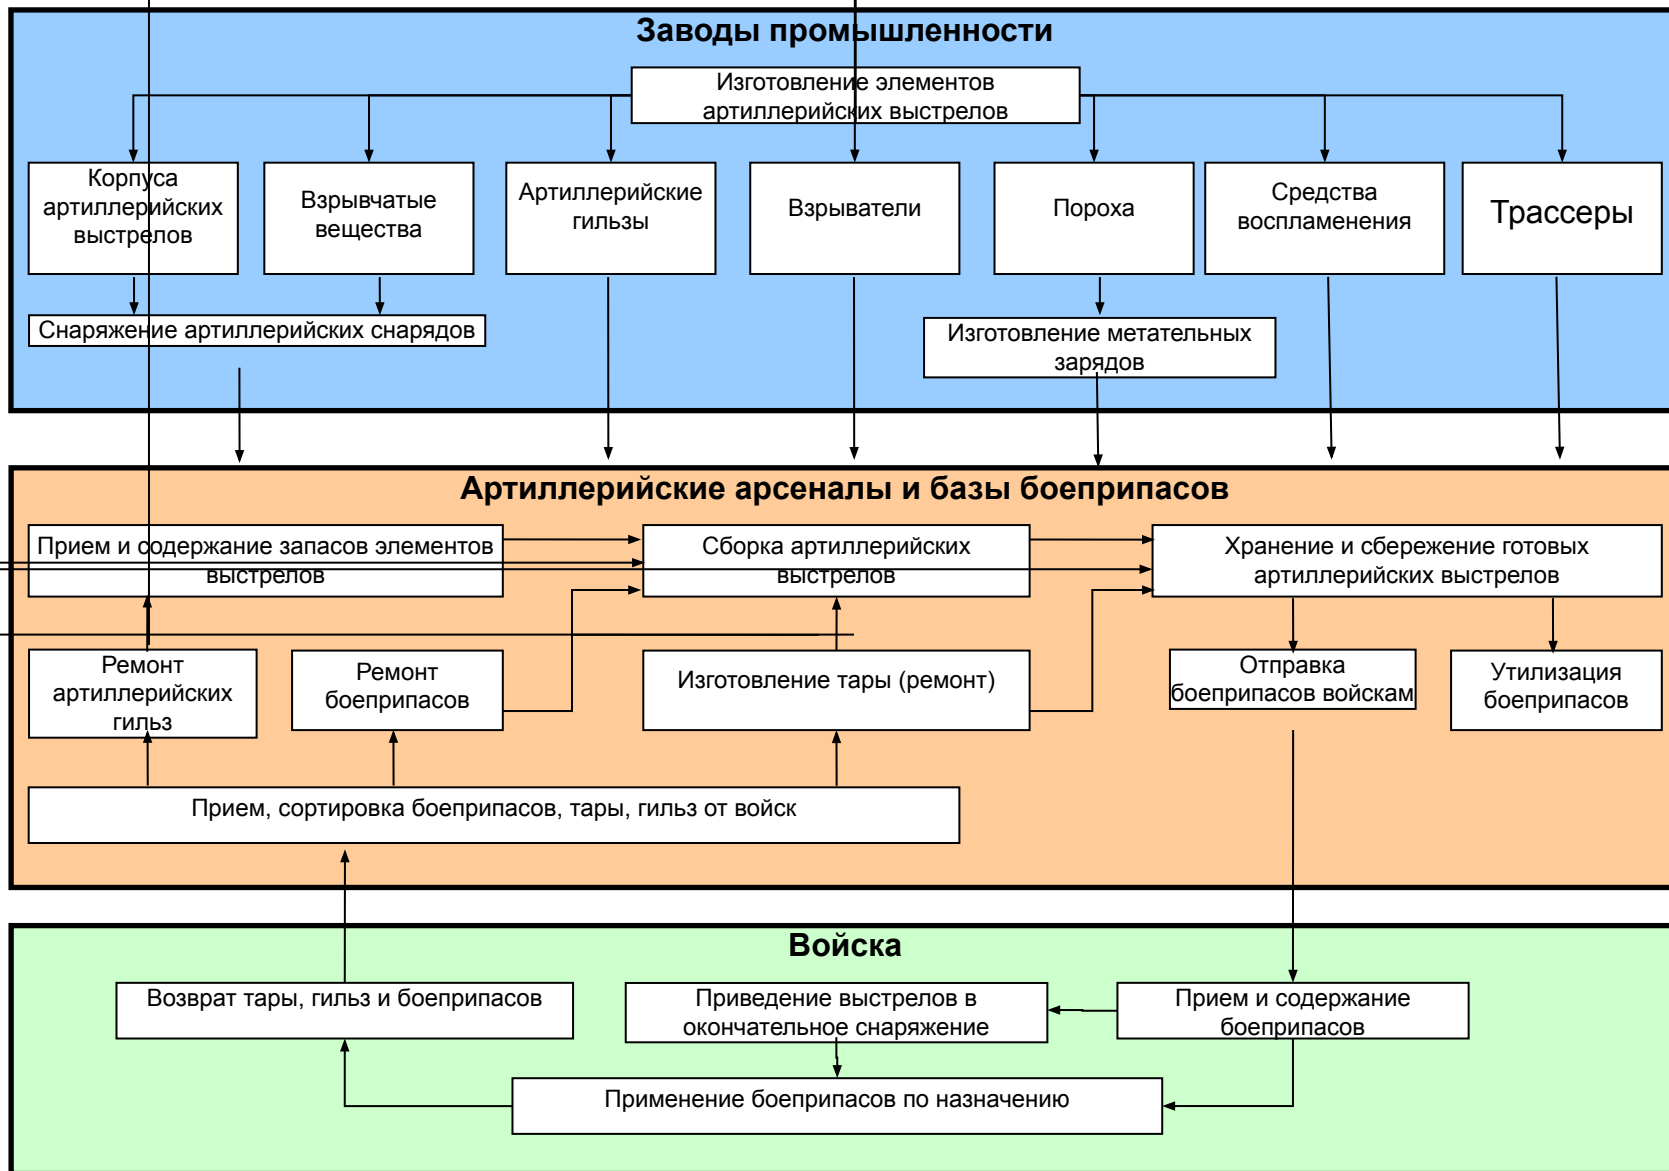 Заводы промышленности
Изготовление элементов
артиллерийских выстрелов
Корпуса
артиллерийских
выстрелов
Взрывчатые
вещества
Артиллерийские
гильзы
Взрыватели
Пороха
Средства
воспламенения
Трассеры
Снаряжение артиллерийских снарядов
Изготовление метательных
зарядов
Артиллерийские арсеналы и базы боеприпасов
Прием и содержание запасов элементов
выстрелов
Сборка артиллерийских
выстрелов
Хранение и сбережение готовых
артиллерийских выстрелов
Ремонт
артиллерийских
гильз
Ремонт
боеприпасов
Изготовление тары (ремонт)
Отправка
боеприпасов войскам
Утилизация
боеприпасов
Прием, сортировка боеприпасов, тары, гильз от войск
Войска
Возврат тары, гильз и боеприпасов
Приведение выстрелов в
окончательное снаряжение
Прием и содержание
боеприпасов
Применение боеприпасов по назначению